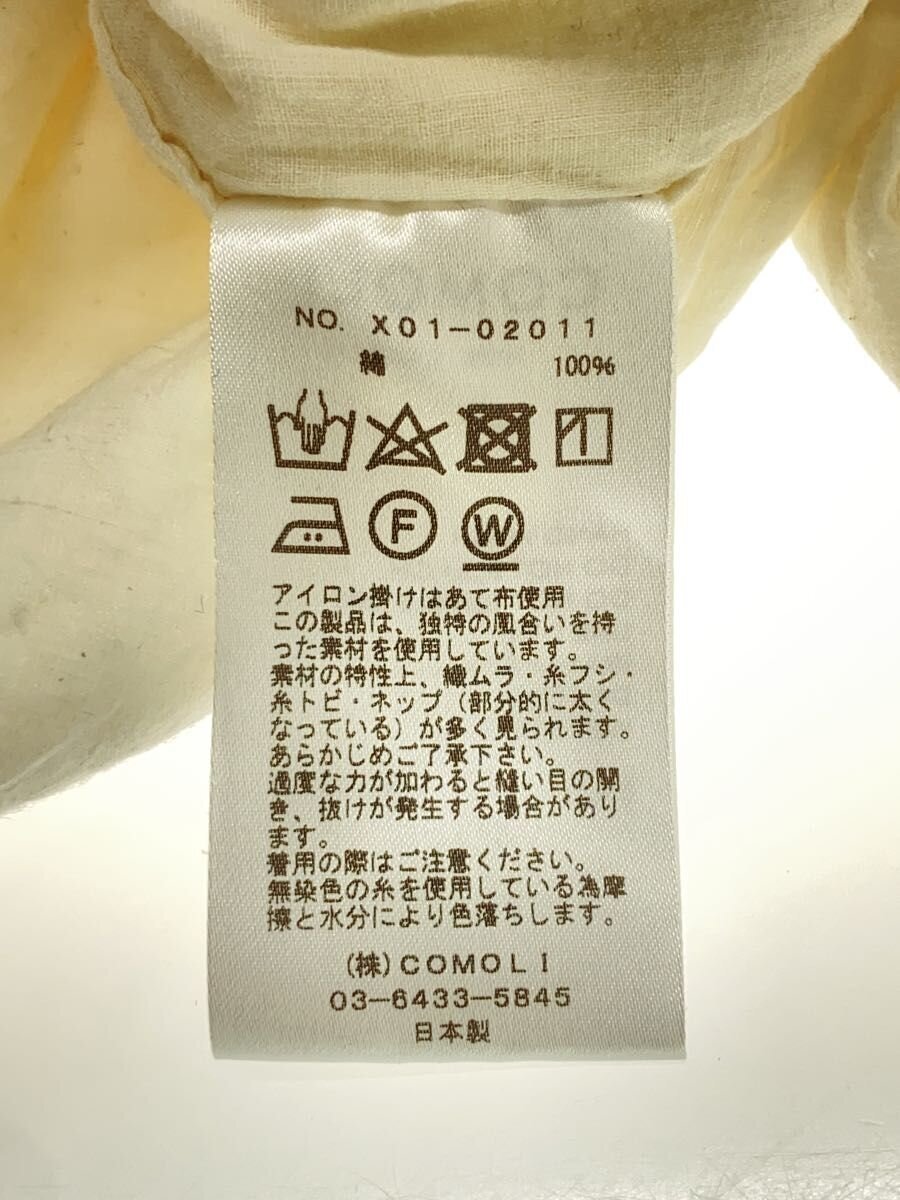 NO. X01-02011
綿 100%
F W
アイロン掛けはあて布使用
この製品は、独特の風合いを持
った素材を使用しています。
素材の特性上、織ムラ・糸フシ・
糸トビ・ネップ（部分的に太く
なっている）が多く見られます。
あらかじめご了承下さい。
過度な力が加わると縫い目の開
き、抜けが発生する場合があり
ます。
着用の際はご注意ください。
無染色の糸を使用している為摩
擦と水分により色落ちします。
(株)COMOLI
03-6433-5845
日本製